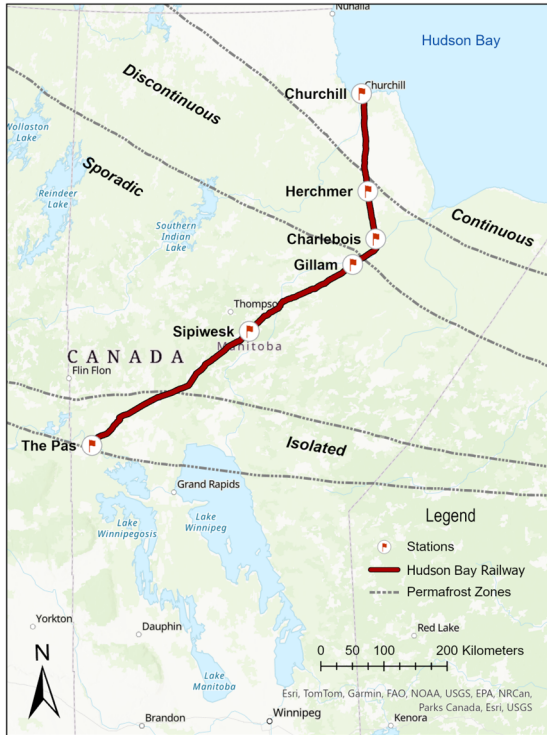 Nunalla
Hudson Bay
Discontinuous
Churchill
Churchill
Wollaston
Lake
Sporadic
Reindeer
Lake
Herchmer
Southern
Indian
Lake
Continuous
Charlebois
Gillam
Thompson
Sipiwesk
Manitoba
CANADA
Flin Flon
The Pas
Isolated
Grand Rapids
Lake
Winnipegosis
Lake
Winnipeg
Legend
Stations
Hudson Bay Railway
Permafrost Zones
Yorkton
Dauphin
Red Lake
N
0 50 100 200 Kilometers
Lake
Manitoba
Esri, TomTom, Garmin, FAO, NOAA, USGS, EPA, NRCan,
Parks Canada, Esri, USGS
Brandon
Winnipeg
Kenora